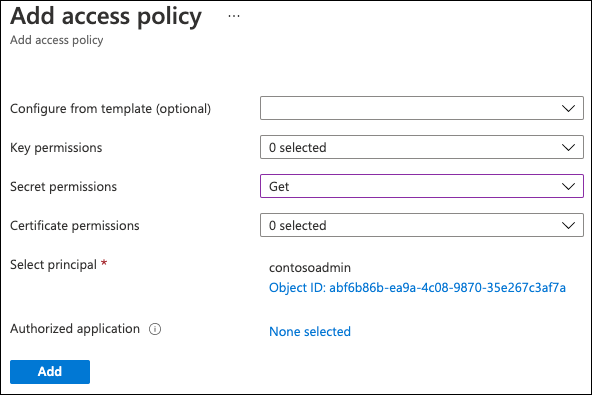 Add access policy ...
Add access policy
Configure from template (optional)
Key permissions 0 selected
Secret permissions Get
Certificate permissions 0 selected
Select principal * contosoadmin
Object ID: abf6b86b-ea9a-4c08-9870-35e267c3af7a
Authorized application None selected
Add